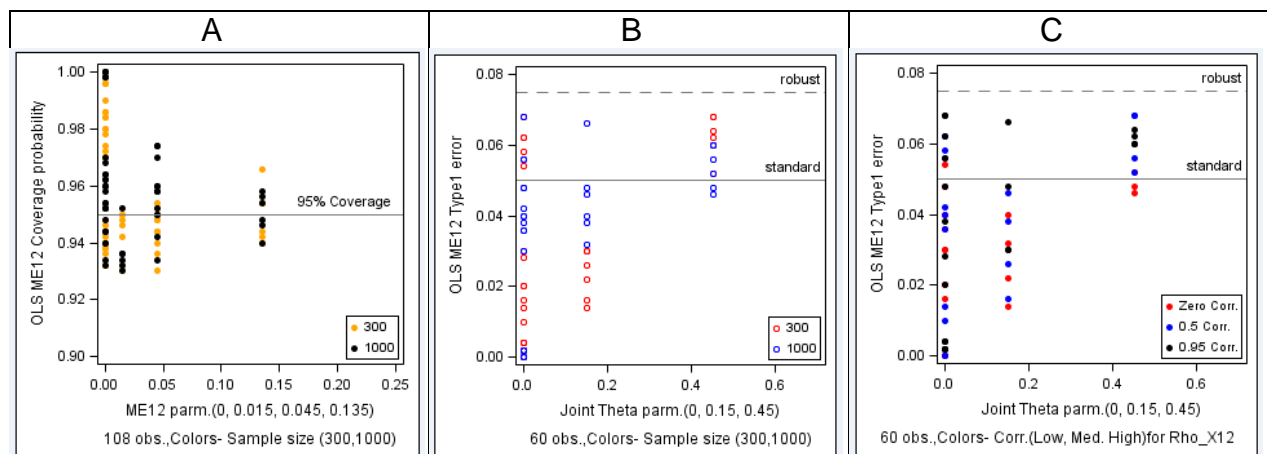 A
B
C
OLS ME12 Coverage probability
1.00
0.98
0.96
0.94
0.92
0.90
95% Coverage
300
1000
0.00 0.05 0.10 0.15 0.20 0.25
ME12 parm.(0, 0.015, 0.045, 0.135)
108 obs.,Colors- Sample size (300,1000)
OLS ME12 Type1 error
0.08
0.06
0.04
0.02
0.00
robust
standard
300
1000
0.0 0.2 0.4 0.6
Joint Theta parm.(0, 0.15, 0.45)
60 obs.,Colors- Sample size (300,1000)
OLS ME12 Type1 error
0.08
0.06
0.04
0.02
0.00
robust
standard
Zero Corr.
0.5 Corr.
0.95 Corr.
0.0 0.2 0.4 0.6
Joint Theta parm.(0, 0.15, 0.45)
60 obs.,Colors- Corr.(Low, Med. High)for Rho_X12